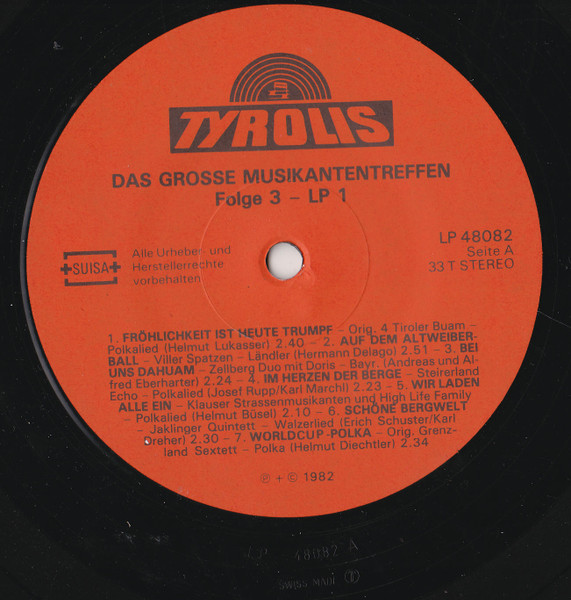 TYROLIS
DAS GROSSE MUSIKANTENTREFFEN
Folge 3 – LP 1
LP 48082
Seite A
33 T STEREO
+SUISA+
Alle Urheber- und
Herstellerrechte
vorbehalten
1. FRÖHLICHKEIT IST HEUTE TRUMPF – Orig. 4 Tiroler Buam –
Polkalied (Helmut Lukasser) 2.40 – 2. AUF DEM ALTWEIBER-
BALL – Viller Spatzen – Ländler (Hermann Delago) 2.51 – 3. BEI
UNS DAHUAM – Zellberg Duo mit Doris – Bayr. (Andreas und Al-
fred Eberharter) 2.24 – 4. IM HERZEN DER BERGE – Steirerland
Echo – Polkalied (Josef Rupp/Karl Marchl) 2.23 – 5. WIR LADEN
ALLE EIN – Klauser Strassenmusikanten und High Life Family
– Polkalied (Helmut Büsel) 2.10 – 6. SCHÖNE BERGWELT
– Jaklinger Quintett – Walzerlied (Erich Schuster/Karl
Dreher) 2.30 – 7. WORLDCUP-POLKA – Orig. Grenz-
land Sextett – Polka (Helmut Diechtler) 2.34
℗ + © 1982
48082 A
SWISS MADE